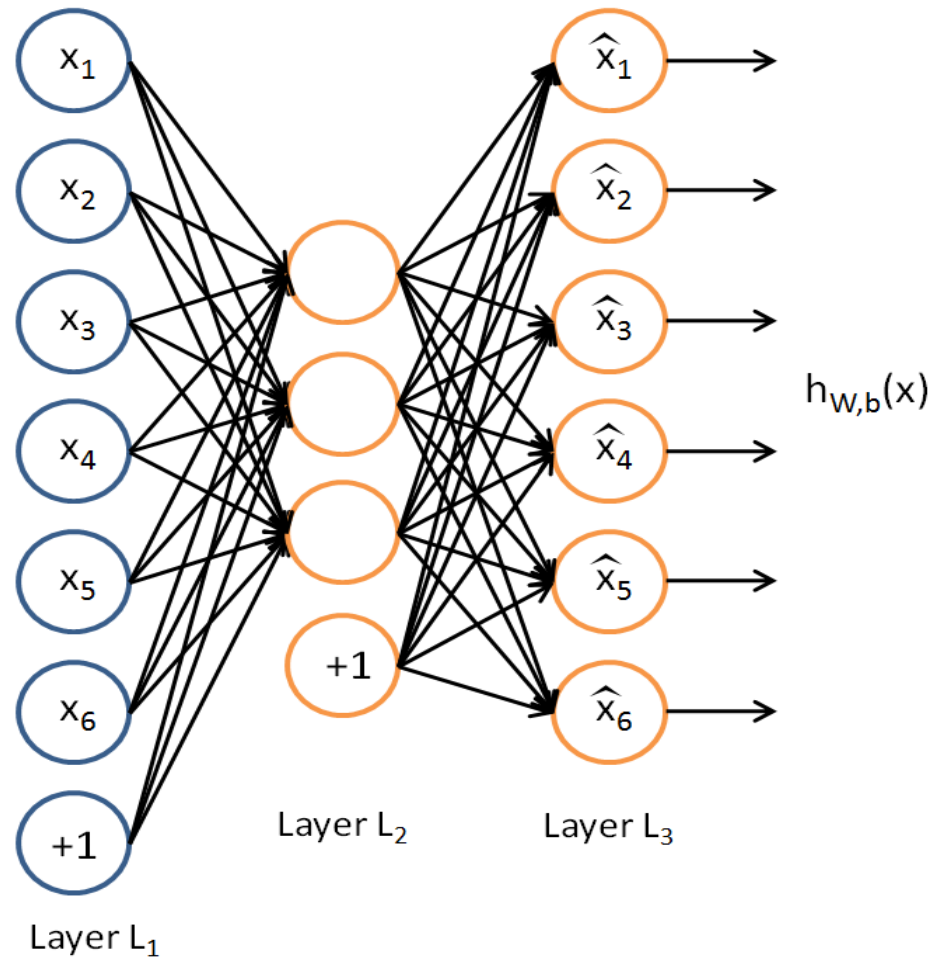 x₁
x₂
x₃
x₄
x₅
x₆
+1
Layer L₁
+1
Layer L₂
x̂₁
x̂₂
x̂₃
x̂₄
x̂₅
x̂₆
Layer L₃
h_{W,b}(x)